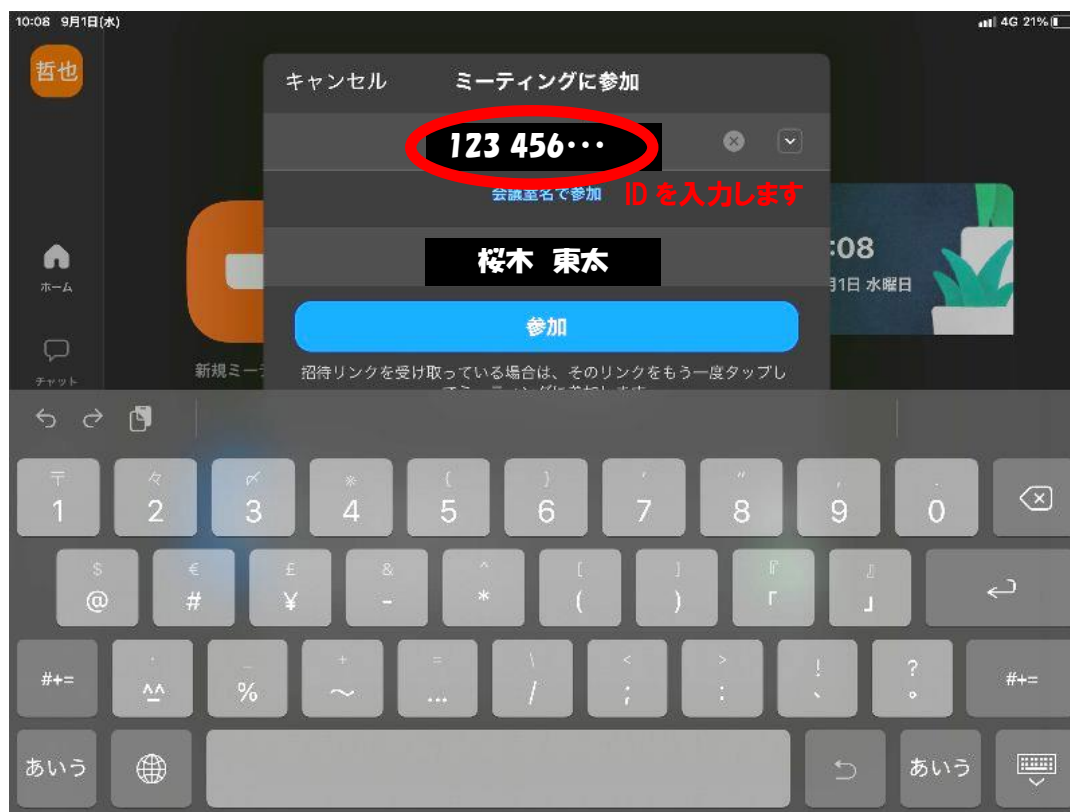 10:08 9月1日(水)
4G 21%
哲也
キャンセル ミーティングに参加
123 456・・・
会議室名で参加
IDを入力します
桜木 東太
:08
月1日 水曜日
ホーム
参加
チャット
新規ミーテ
招待リンクを受け取っている場合は、そのリンクをもう一度タップし
〒 々 〆 ※ ( ) ′ ″ , .
1 2 3 4 5 6 7 8 9 0
$ € £ & ^ [ ] 『 』
@ # ¥ - * ( ) 「 」
· _ + = \ < > ! ?
#+= ^^ % 〜 … / ; : 、 。 #+=
あいう あいう